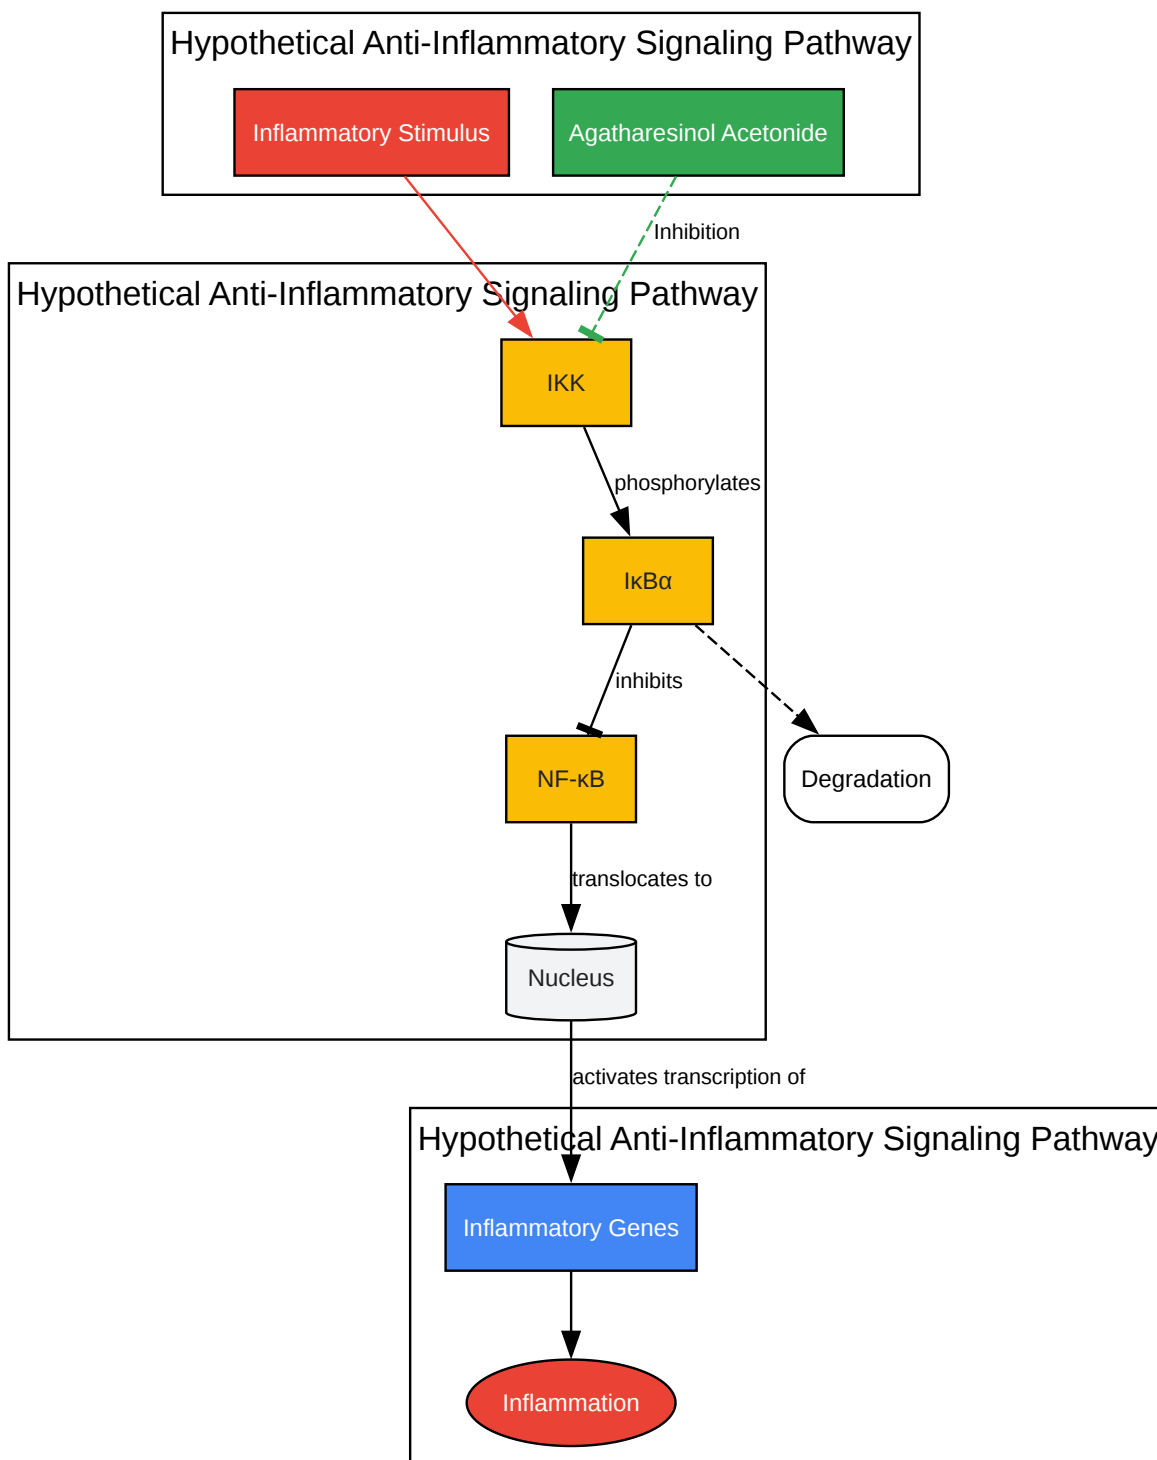 Hypothetical Anti-Inflammatory Signaling Pathway
Inflammatory Stimulus
Agatharesinol Acetonide
Inhibition
Hypothetical Anti-Inflammatory Signaling Pathway
IKK
phosphorylates
IκBα
inhibits
NF-κB
Degradation
translocates to
Nucleus
activates transcription of
Hypothetical Anti-Inflammatory Signaling Pathway
Inflammatory Genes
Inflammation